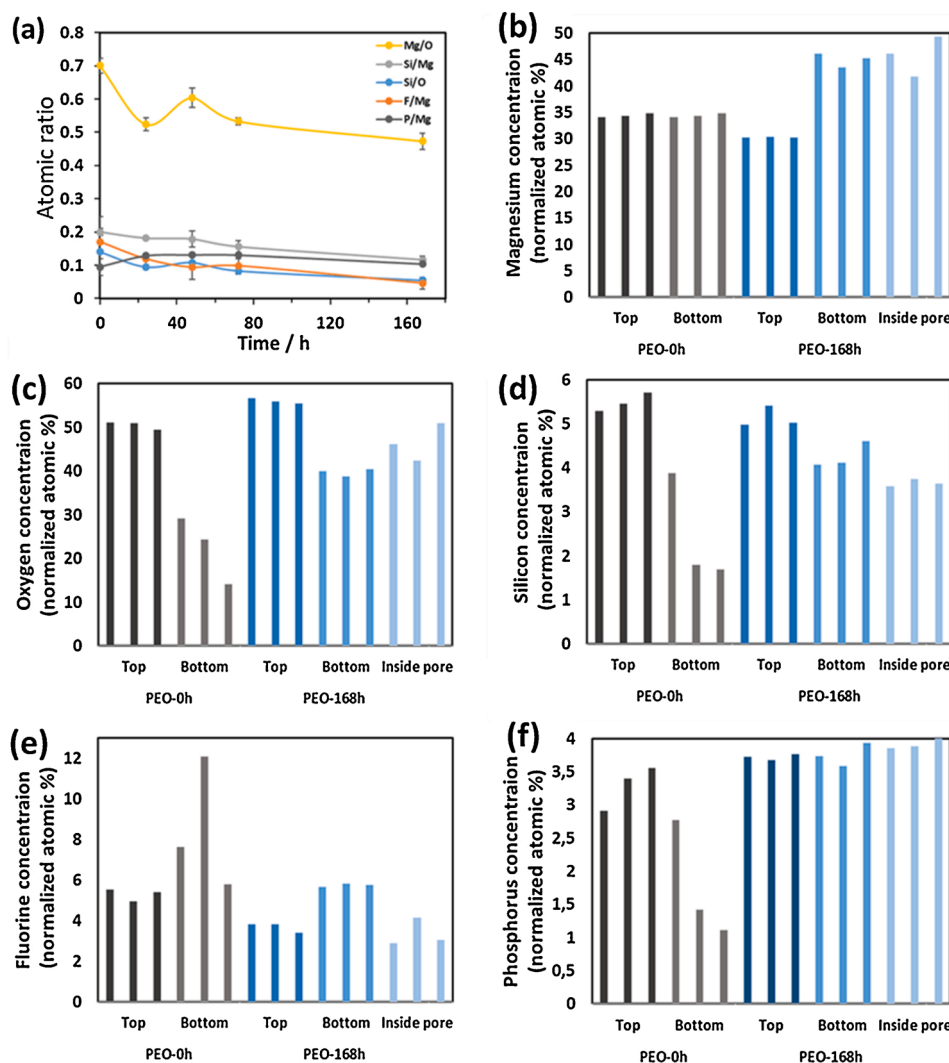 (a)
0.8
0.7
0.6
0.5
0.4
0.3
0.2
0.1
0
Atomic ratio
Mg/O
Si/Mg
Si/O
F/Mg
P/Mg
0 40 80 120 160
Time / h
(b)
Magnesium concentraion
(normalized atomic %)
50
45
40
35
30
25
20
15
10
5
0
Top Bottom Top Bottom Inside pore
PEO-0h PEO-168h
(c)
Oxygen concentraion
(normalized atomic %)
60
50
40
30
20
10
0
Top Bottom Top Bottom Inside pore
PEO-0h PEO-168h
(d)
Silicon concentraion
(normalized atomic %)
6
5
4
3
2
1
0
Top Bottom Top Bottom Inside pore
PEO-0h PEO-168h
(e)
Fluorine concentraion
(normalized atomic %)
12
10
8
6
4
2
0
Top Bottom Top Bottom Inside pore
PEO-0h PEO-168h
(f)
Phosphorus concentraion
(normalized atomic %)
4
3,5
3
2,5
2
1,5
1
0,5
0
Top Bottom Top Bottom Inside pore
PEO-0h PEO-168h